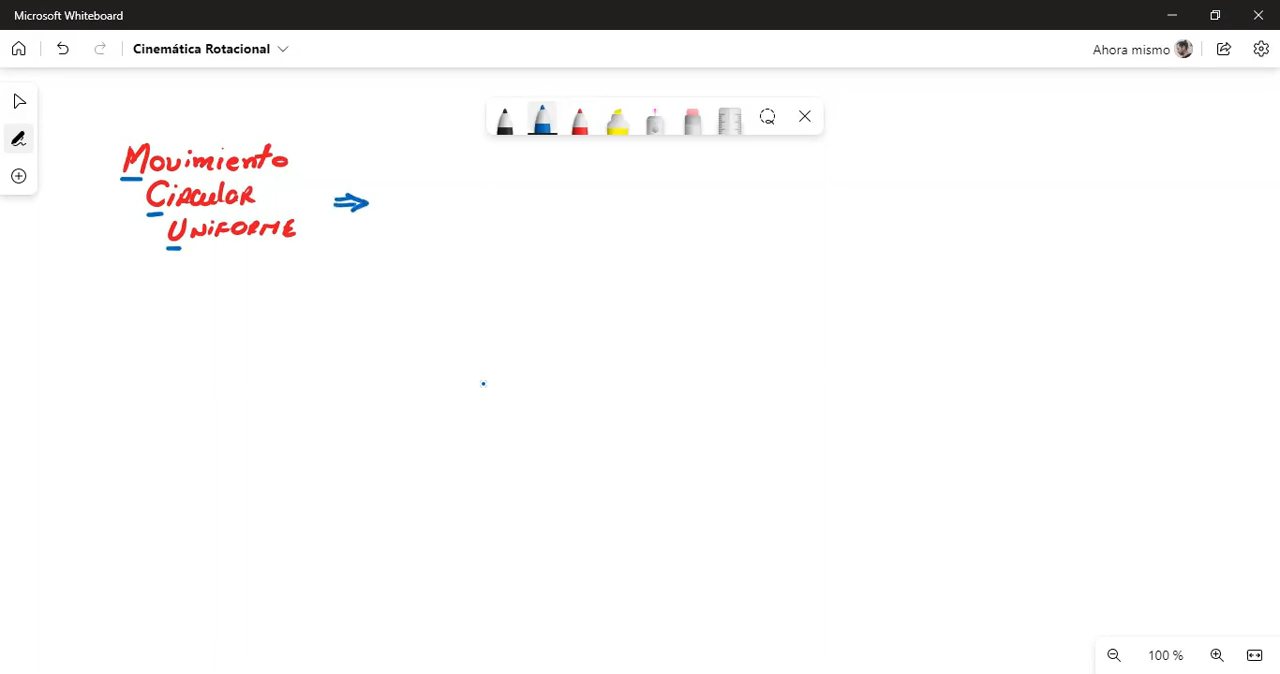 Microsoft Whiteboard
Cinemática Rotacional
Ahora mismo
Movimiento
Circular
Uniforme
100 %